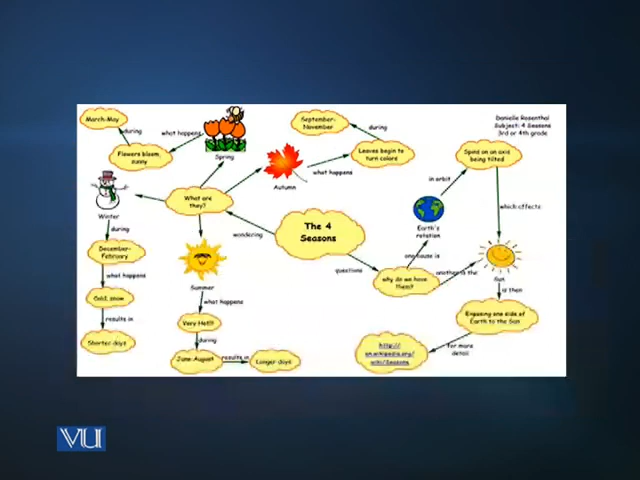 Danielle Rosenthal
Subject: 4 Seasons
3rd or 4th grade
March-May
during
what happens
Flowers bloom,
sunny
Spring
September-
November
during
Leaves begin to
turn colors
what happens
Autumn
Spins on an axis
being tilted
in orbit
which effects
Winter
What are
they?
The 4
Seasons
wondering
Earth's
rotation
during
December-
February
Summer
questions
why do we have
them?
one cause is
another is the
Sun
is then
what happens
Cold, snow
what happens
Very Hot!!
Exposing one side of
Earth to the Sun
results in
Shorter days
during
June-August
results in
Longer days
http://
en.wikipedia.org/
wiki/Seasons
for more
detail
VU